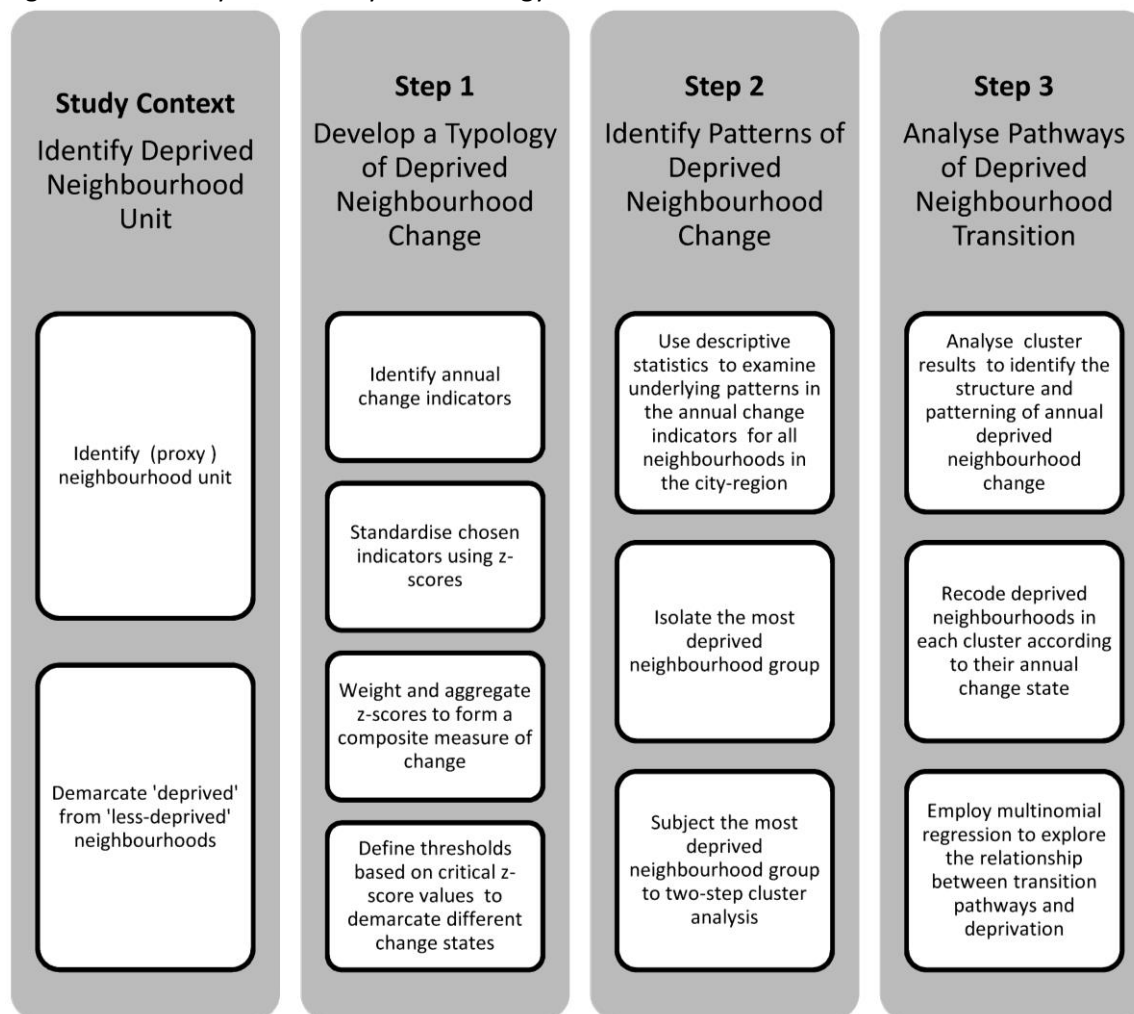 Study Context
Identify Deprived
Neighbourhood
Unit
Identify (proxy )
neighbourhood unit
Demarcate 'deprived'
from 'less-deprived'
neighbourhoods
Step 1
Develop a Typology
of Deprived
Neighbourhood
Change
Identify annual
change indicators
Standardise chosen
indicators using z-
scores
Weight and aggregate
z-scores to form a
composite measure of
change
Define thresholds
based on critical z-
score values to
demarcate different
change states
Step 2
Identify Patterns of
Deprived
Neighbourhood
Change
Use descriptive
statistics to examine
underlying patterns in
the annual change
indicators for all
neighbourhoods in
the city-region
Isolate the most
deprived
neighbourhood group
Subject the most
deprived
neighbourhood group
to two-step cluster
analysis
Step 3
Analyse Pathways
of Deprived
Neighbourhood
Transition
Analyse cluster
results to identify the
structure and
patterning of annual
deprived
neighbourhood
change
Recode deprived
neighbourhoods in
each cluster according
to their annual
change state
Employ multinomial
regression to explore
the relationship
between transition
pathways and
deprivation